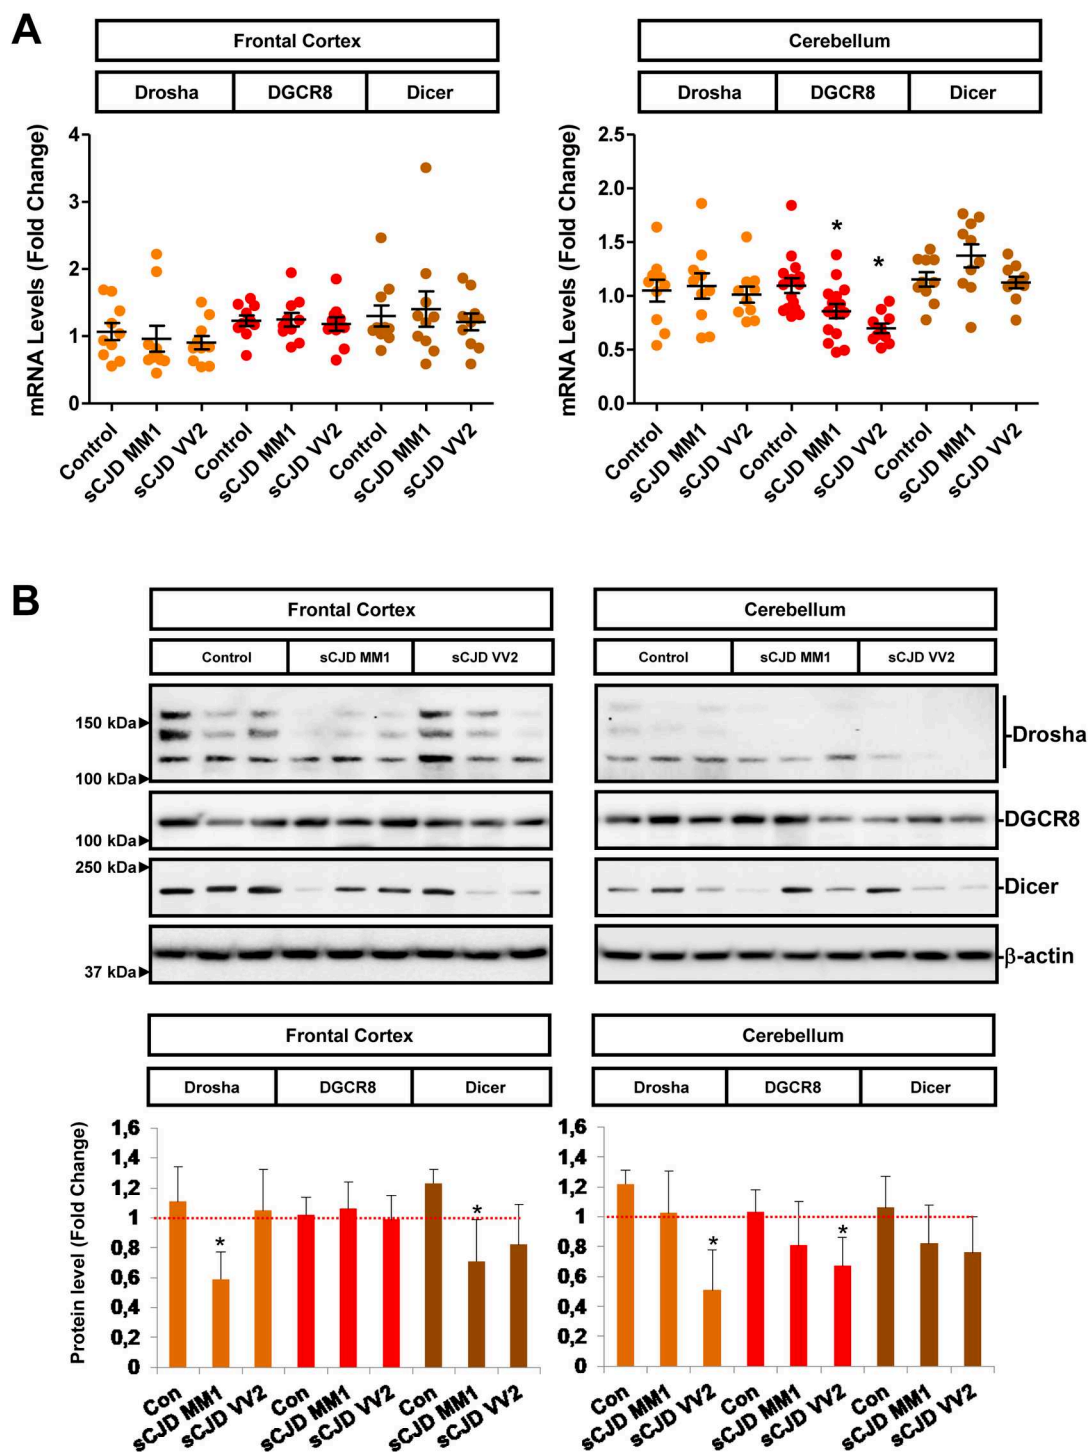 A
Frontal Cortex
Drosha DGCR8 Dicer
mRNA Levels (Fold Change)
4
3
2
1
0
Control sCJD MM1 sCJD VV2 Control sCJD MM1 sCJD VV2 Control sCJD MM1 sCJD VV2
Cerebellum
Drosha DGCR8 Dicer
mRNA Levels (Fold Change)
2.5
2.0
1.5
1.0
0.5
0.0
* *
Control sCJD MM1 sCJD VV2 Control sCJD MM1 sCJD VV2 Control sCJD MM1 sCJD VV2
B
Frontal Cortex
Control sCJD MM1 sCJD VV2
150 kDa
100 kDa
100 kDa
250 kDa
37 kDa
Cerebellum
Control sCJD MM1 sCJD VV2
Drosha
DGCR8
Dicer
β-actin
Frontal Cortex
Drosha DGCR8 Dicer
Protein level (Fold Change)
1,6
1,4
1,2
1
0,8
0,6
0,4
0,2
0
* *
Con sCJD MM1 sCJD VV2 Con sCJD MM1 sCJD VV2 Con sCJD MM1 sCJD VV2
Cerebellum
Drosha DGCR8 Dicer
1,6
1,4
1,2
1
0,8
0,6
0,4
0,2
0
* *
Con sCJD MM1 sCJD VV2 Con sCJD MM1 sCJD VV2 Con sCJD MM1 sCJD VV2